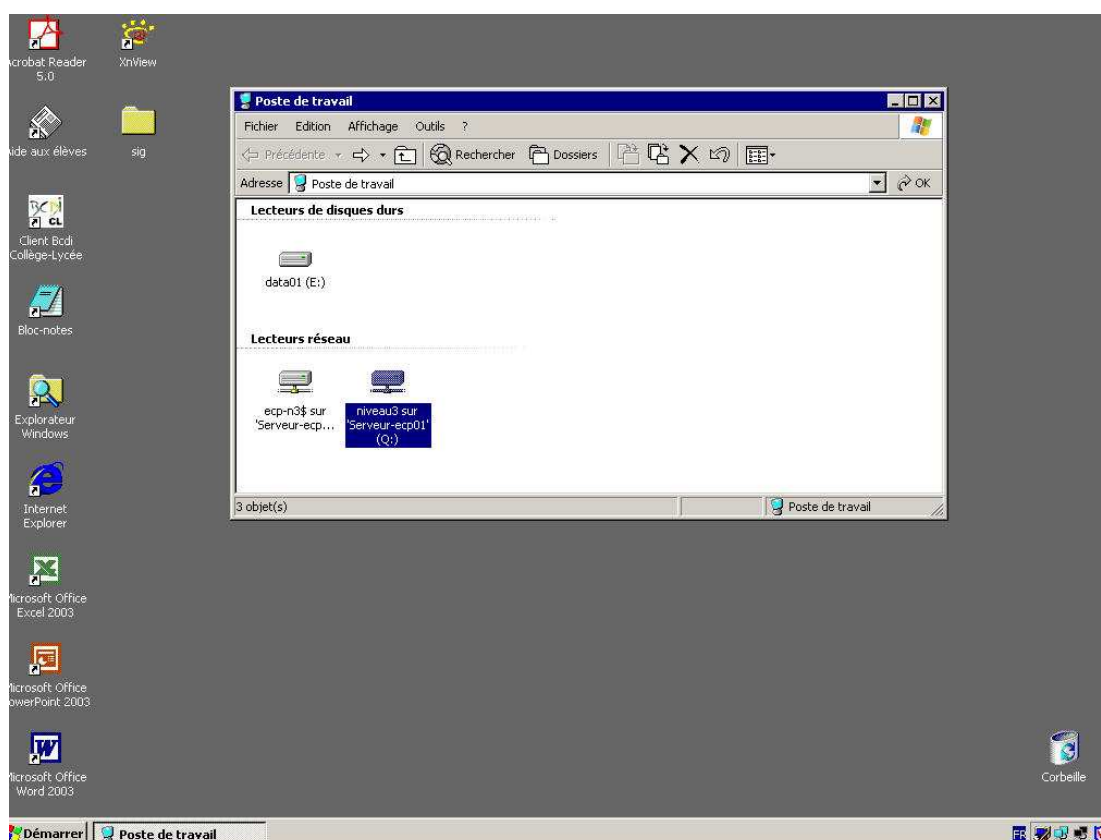 crobat Reader
5.0
XnView
ide aux élèves
sig
BCDI
CL
Client Bcdi
Collège-Lycée
Bloc-notes
Explorateur
Windows
Internet
Explorer
icrosoft Office
Excel 2003
icrosoft Office
owerPoint 2003
icrosoft Office
Word 2003
Poste de travail
Fichier Edition Affichage Outils ?
Précédente Rechercher Dossiers
Adresse Poste de travail OK
Lecteurs de disques durs
data01 (E:)
Lecteurs réseau
ecp-n3$ sur
'Serveur-ecp...
niveau3 sur
'Serveur-ecp01'
(Q:)
3 objet(s) Poste de travail
Corbeille
Démarrer Poste de travail FR